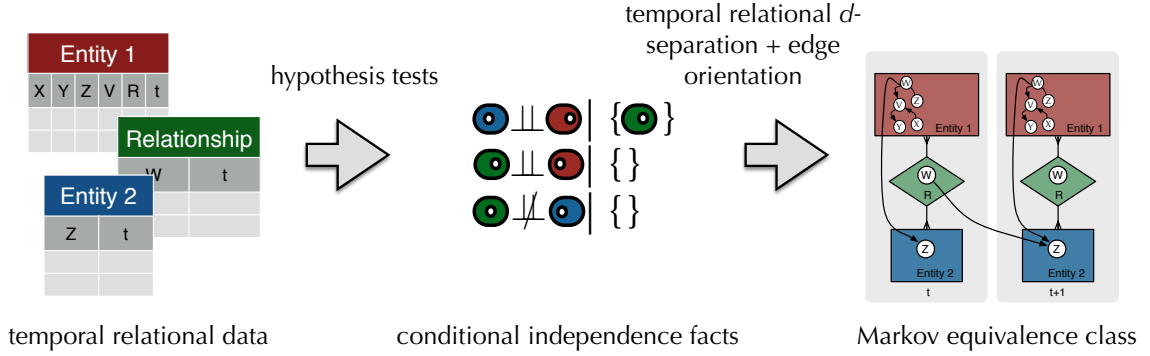 temporal relational d-
separation + edge
orientation
hypothesis tests
Entity 1
X Y Z V R t
Relationship
W t
Entity 2
Z t
{ }
{ }
{ }
W
V
Z
Y
X
Entity 1
W
R
Z
Entity 2
t
W
V
Z
Y
X
Entity 1
W
R
Z
Entity 2
t+1
temporal relational data
conditional independence facts
Markov equivalence class